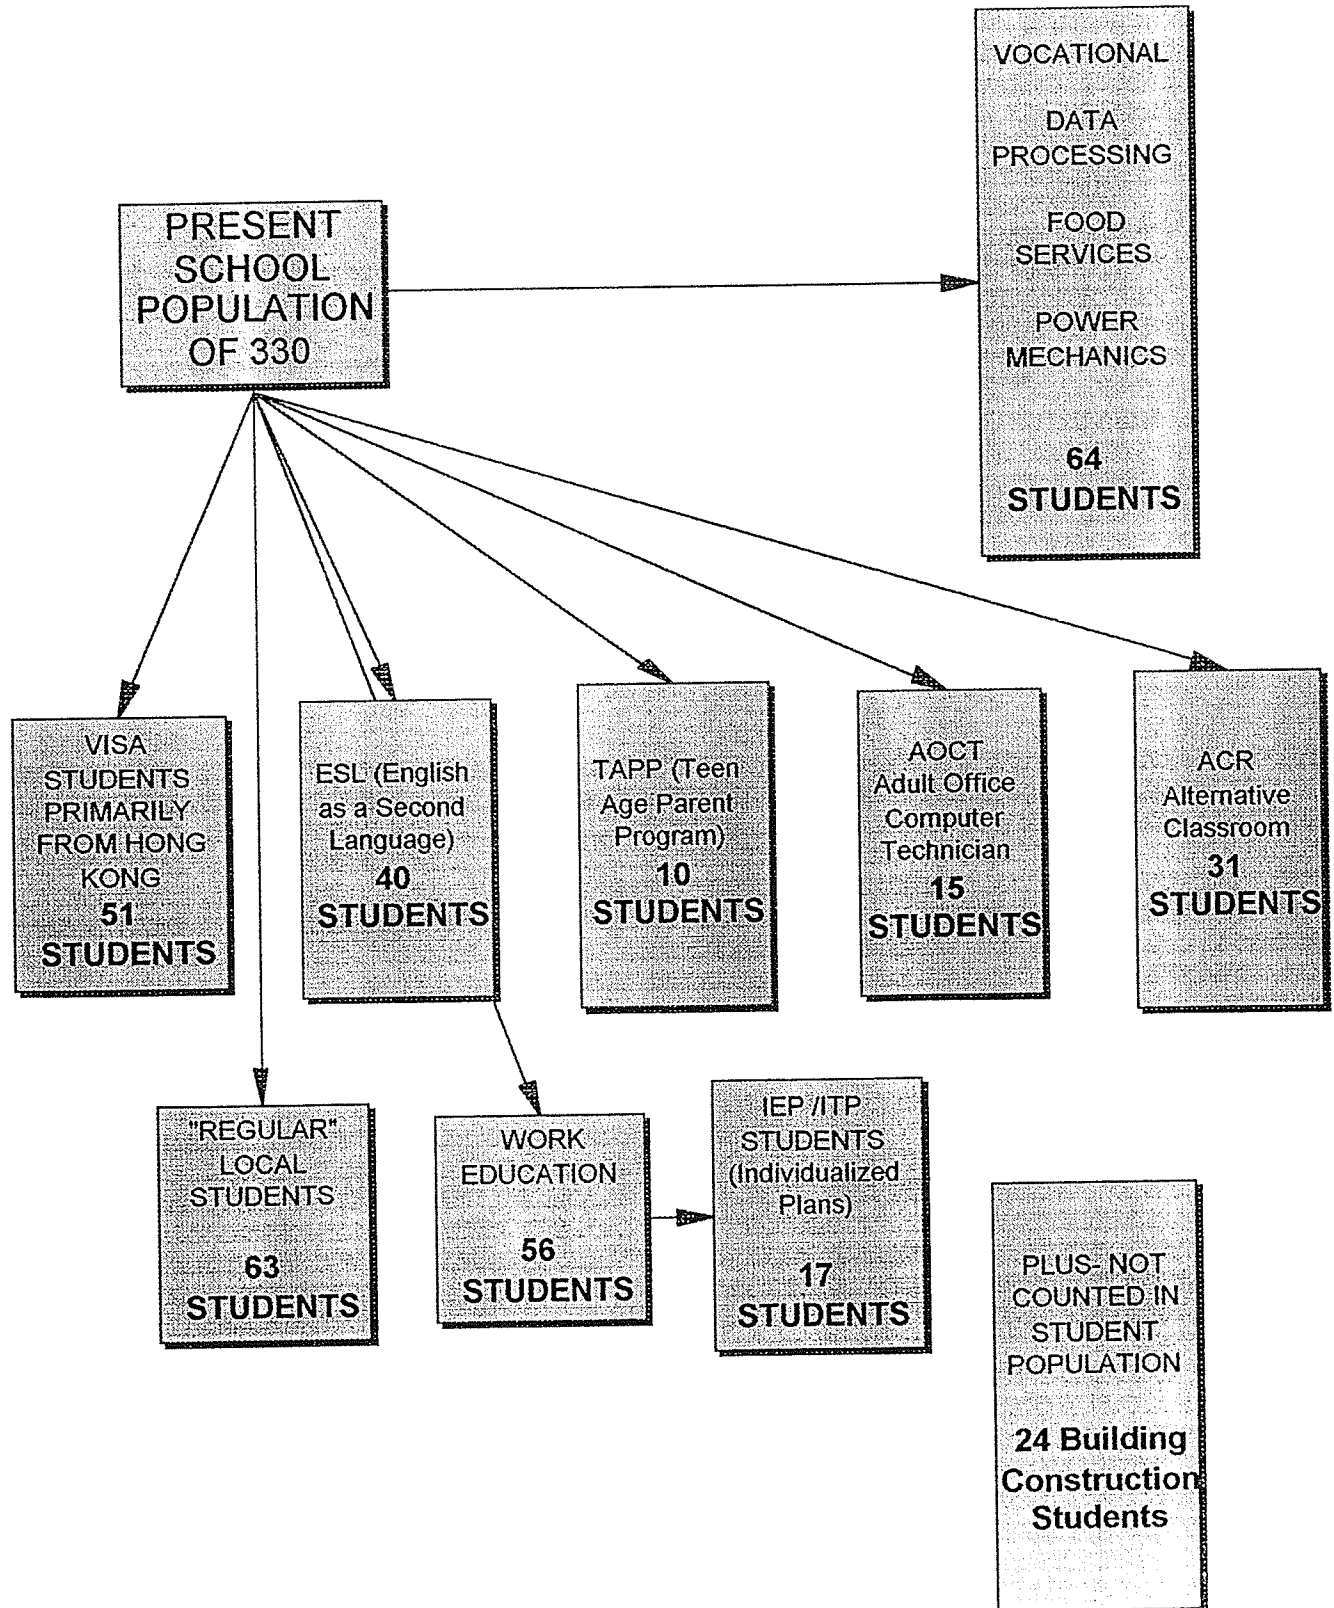 VOCATIONAL
DATA
PROCESSING
FOOD
SERVICES
POWER
MECHANICS
64
STUDENTS
PRESENT
SCHOOL
POPULATION
OF 330
VISA
STUDENTS
PRIMARILY
FROM HONG
KONG
51
STUDENTS
ESL (English
as a Second
Language)
40
STUDENTS
TAPP (Teen
Age Parent
Program)
10
STUDENTS
AOCT
Adult Office
Computer
Technician
15
STUDENTS
ACR
Alternative
Classroom
31
STUDENTS
"REGULAR"
LOCAL
STUDENTS
63
STUDENTS
WORK
EDUCATION
56
STUDENTS
IEP /ITP
STUDENTS
(Individualized
Plans)
17
STUDENTS
PLUS- NOT
COUNTED IN
STUDENT
POPULATION
24 Building
Construction
Students